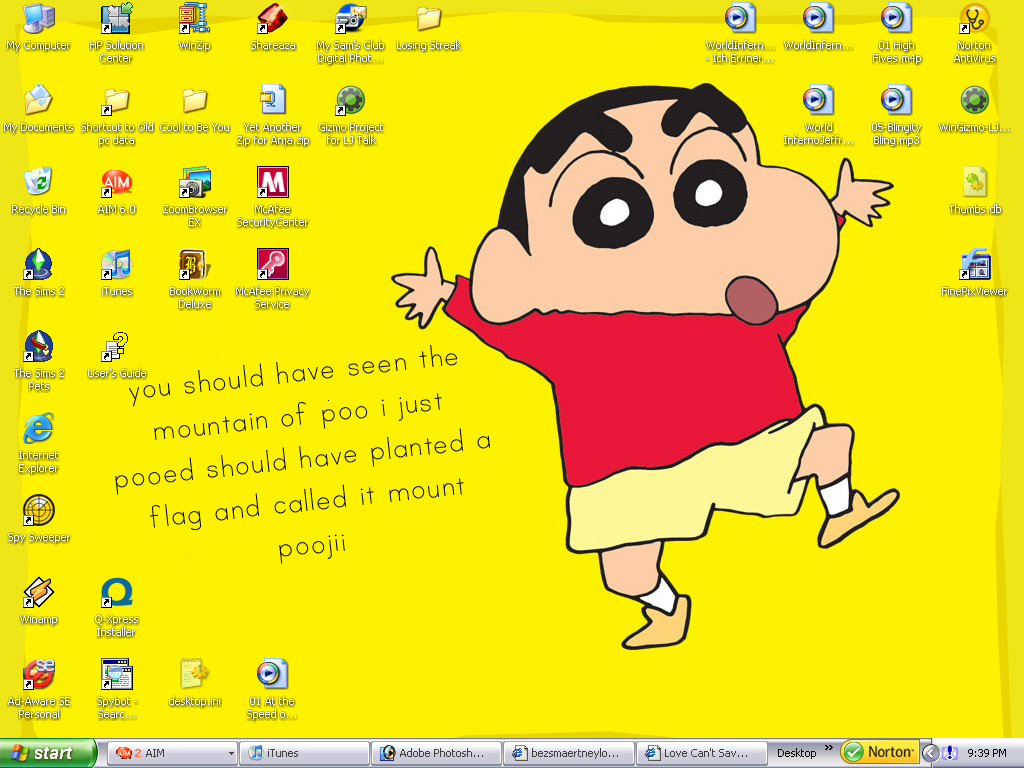 My Computer
HP Solution
Center
WinZip
Shareaza
My Sam's Club
Digital Phot...
Losing Streak
WorldInfern...
- Ich Erriner...
WorldInfern...
01 High
Fives.m4p
Norton
Antivirus
My Documents
Shortcut to Old
pc data
Cool to Be You
Yet Another
Zip for Anja.zip
Gizmo Project
for LJ Talk
World
InfernoJeffr...
05-Blingity
Bling.mp3
WinGizmo-LJ...
Recycle Bin
AIM 6.0
ZoomBrowser
EX
McAfee
SecurityCenter
Thumbs.db
The Sims 2
iTunes
BookWorm
Deluxe
McAfee Privacy
Service
FinePixViewer
The Sims 2
Pets
User's Guide
you should have seen the
mountain of poo i just
pooed should have planted a
flag and called it mount
poojii
Internet
Explorer
Spy Sweeper
Winamp
Q-Xpress
Installer
Ad-Aware SE
Personal
Spybot -
Searc...
desktop.ini
01 At the
Speed o...
start
2 AIM
iTunes
Adobe Photosh...
bezsmaertneylo...
Love Can't Sav...
Desktop
Norton
9:39 PM